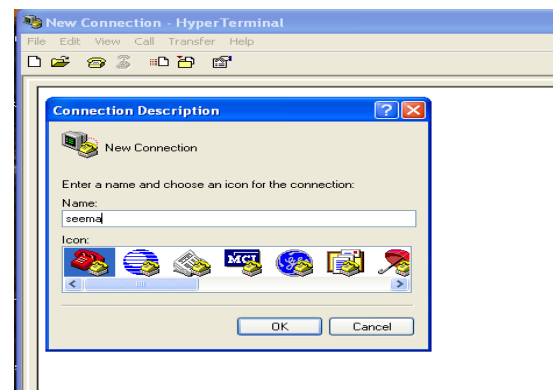 New Connection - HyperTerminal
File Edit View Call Transfer Help
Connection Description
New Connection
Enter a name and choose an icon for the connection:
Name:
seema
Icon:
MCI
OK Cancel